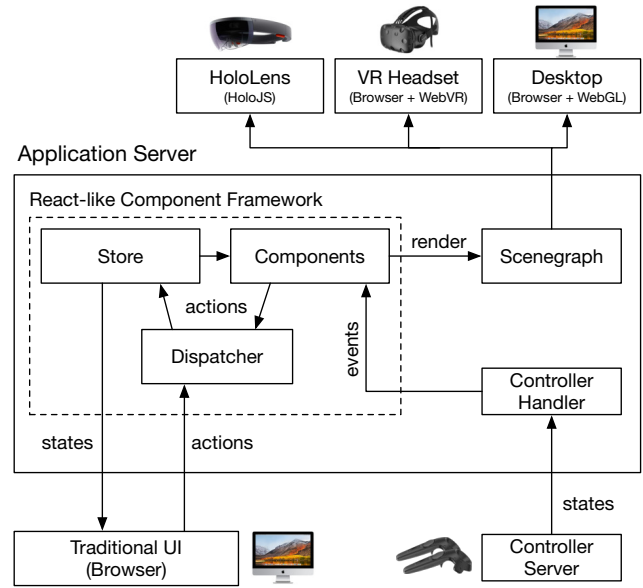 HoloLens
(HoloJS)
VR Headset
(Browser + WebVR)
Desktop
(Browser + WebGL)
Application Server
React-like Component Framework
Store
Components
render
Scenegraph
actions
Dispatcher
events
Controller
Handler
states
actions
states
Traditional UI
(Browser)
Controller
Server